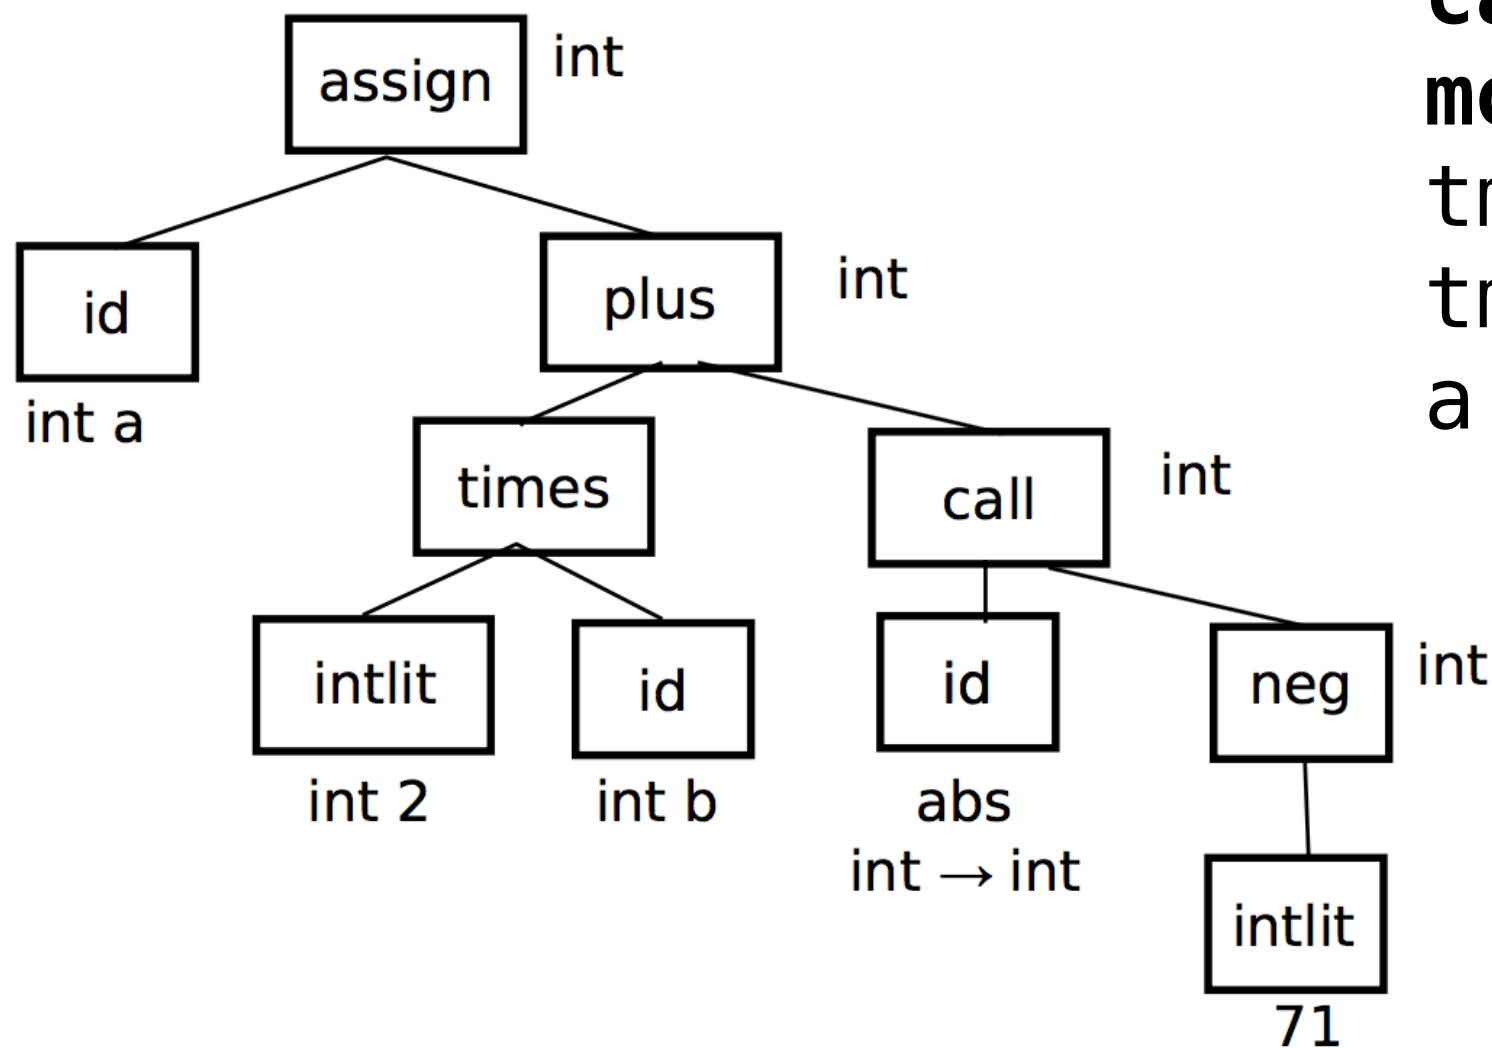 assign int
id
int a
plus int
times
call int
intlit
int 2
id
int b
id
abs
int → int
neg int
intlit
71
a